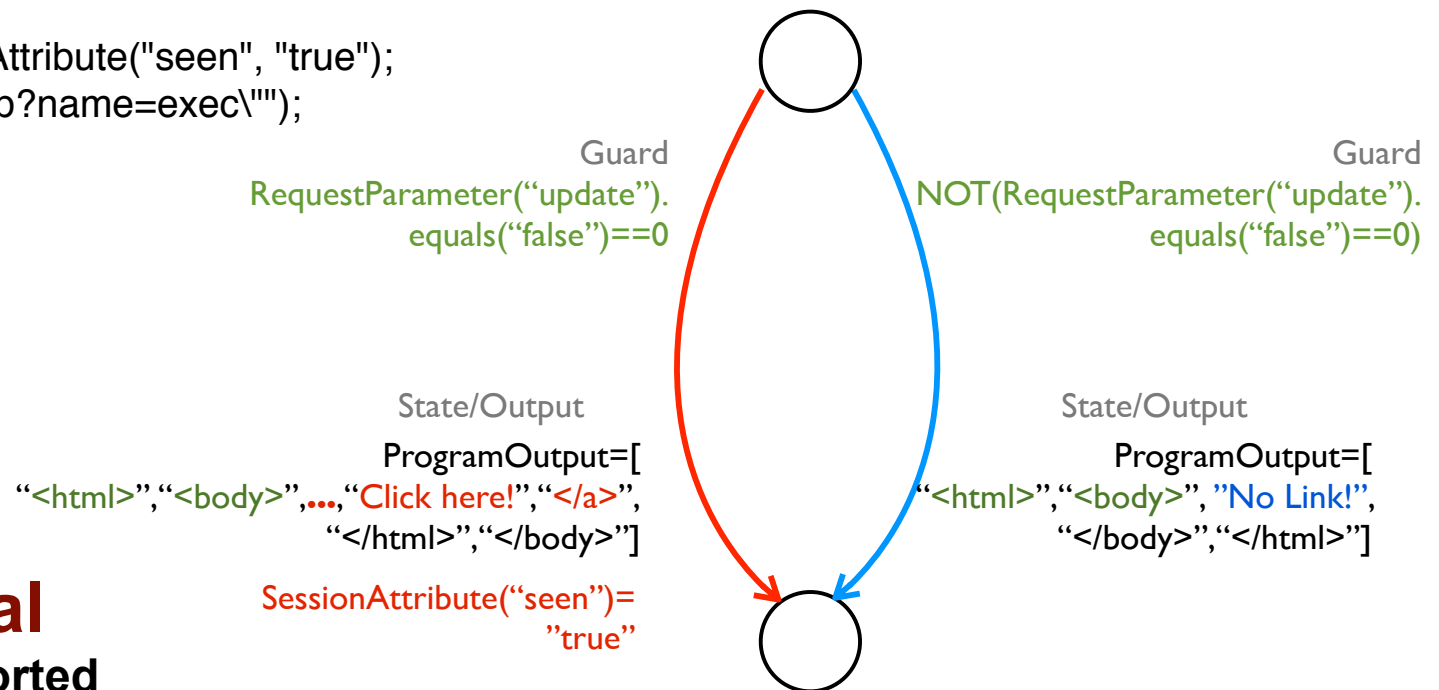 Attribute("seen", "true");
p?name=exec\"");
Guard
RequestParameter(“update”).
equals(“false”)==0
Guard
NOT(RequestParameter(“update”).
equals(“false”)==0)
State/Output
ProgramOutput=[
“<html>”,“<body>”,...,“Click here!”,“</a>”,
“</html>”,“</body>”]
SessionAttribute(“seen”)=
”true”
State/Output
ProgramOutput=[
“<html>”,“<body>”, ”No Link!”,
“</body>”,“</html>”]
al
orted